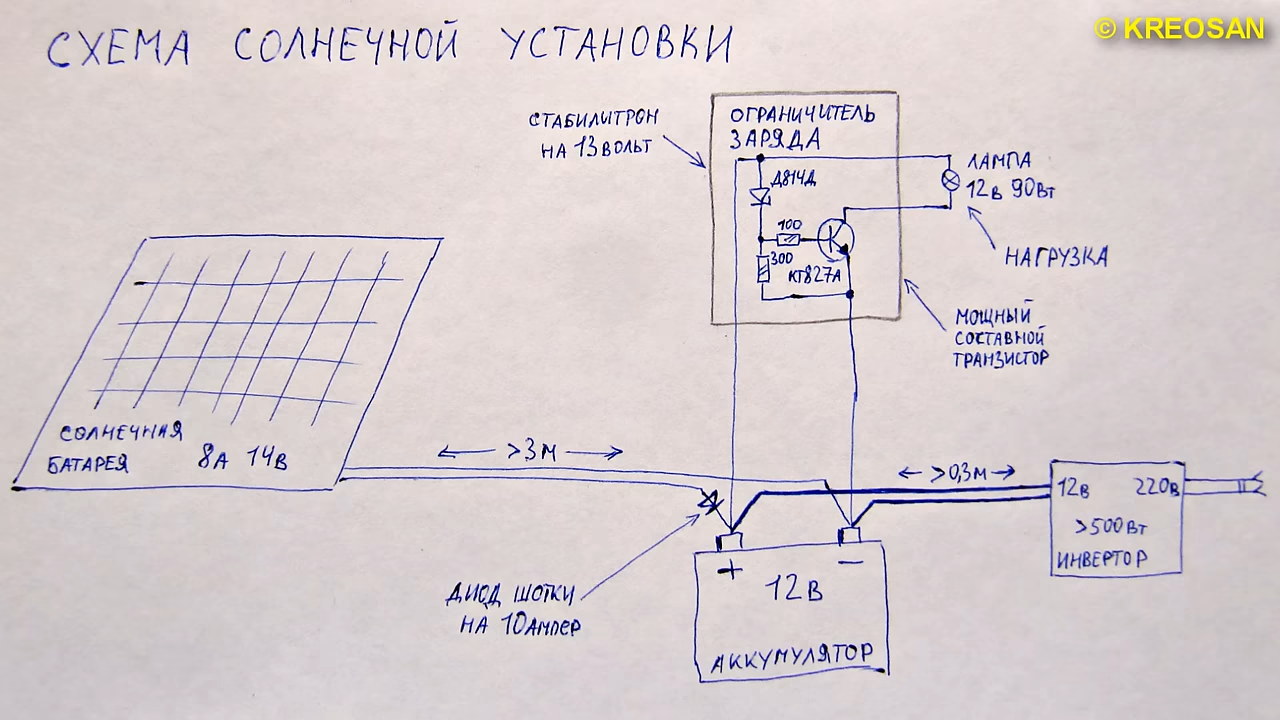 СХЕМА СОЛНЕЧНОЙ УСТАНОВКИ
© KREOSAN
СТАБИЛИТРОН
НА 13 ВОЛЬТ
ОГРАНИЧИТЕЛЬ
ЗАРЯДА
Д814Д
100
300
КТ827А
ЛАМПА
12В 90ВТ
НАГРУЗКА
МОЩНЫЙ
СОСТАВНОЙ
ТРАНЗИСТОР
СОЛНЕЧНАЯ
БАТАРЕЯ 8А 14В
>3М
>0,3М
12В 220В
>500ВТ
ИНВЕРТОР
ДИОД ШОТКИ
НА 10АМПЕР
+ −
12В
АККУМУЛЯТОР